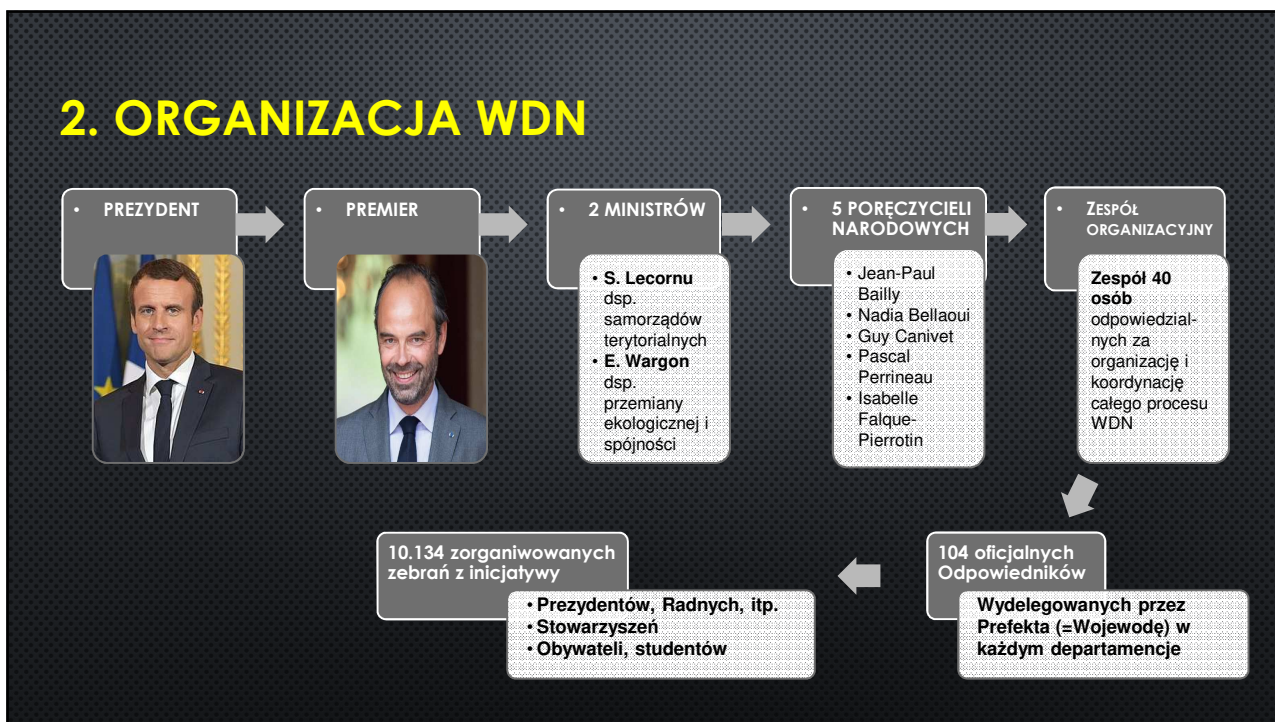 2. ORGANIZACJA WDN
• PREZYDENT
• PREMIER
• 2 MINISTRÓW
• S. Lecornu
dsp.
samorządów
terytorialnych
• E. Wargon
dsp.
przemiany
ekologicznej i
spójności
• 5 PORĘCZYCIELI
NARODOWYCH
• Jean-Paul
Bailly
• Nadia Bellaoui
• Guy Canivet
• Pascal
Perrineau
• Isabelle
Falque-
Pierrotin
• ZESPÓŁ
ORGANIZACYJNY
Zespół 40
osób
odpowiedzial-
nych za
organizację i
koordynację
całego procesu
WDN
104 oficjalnych
Odpowiedników
Wydelegowanych przez
Prefekta (=Wojewodę) w
każdym departamencje
10.134 zorganiwowanych
zebrań z inicjatywy
• Prezydentów, Radnych, itp.
• Stowarzyszeń
• Obywateli, studentów